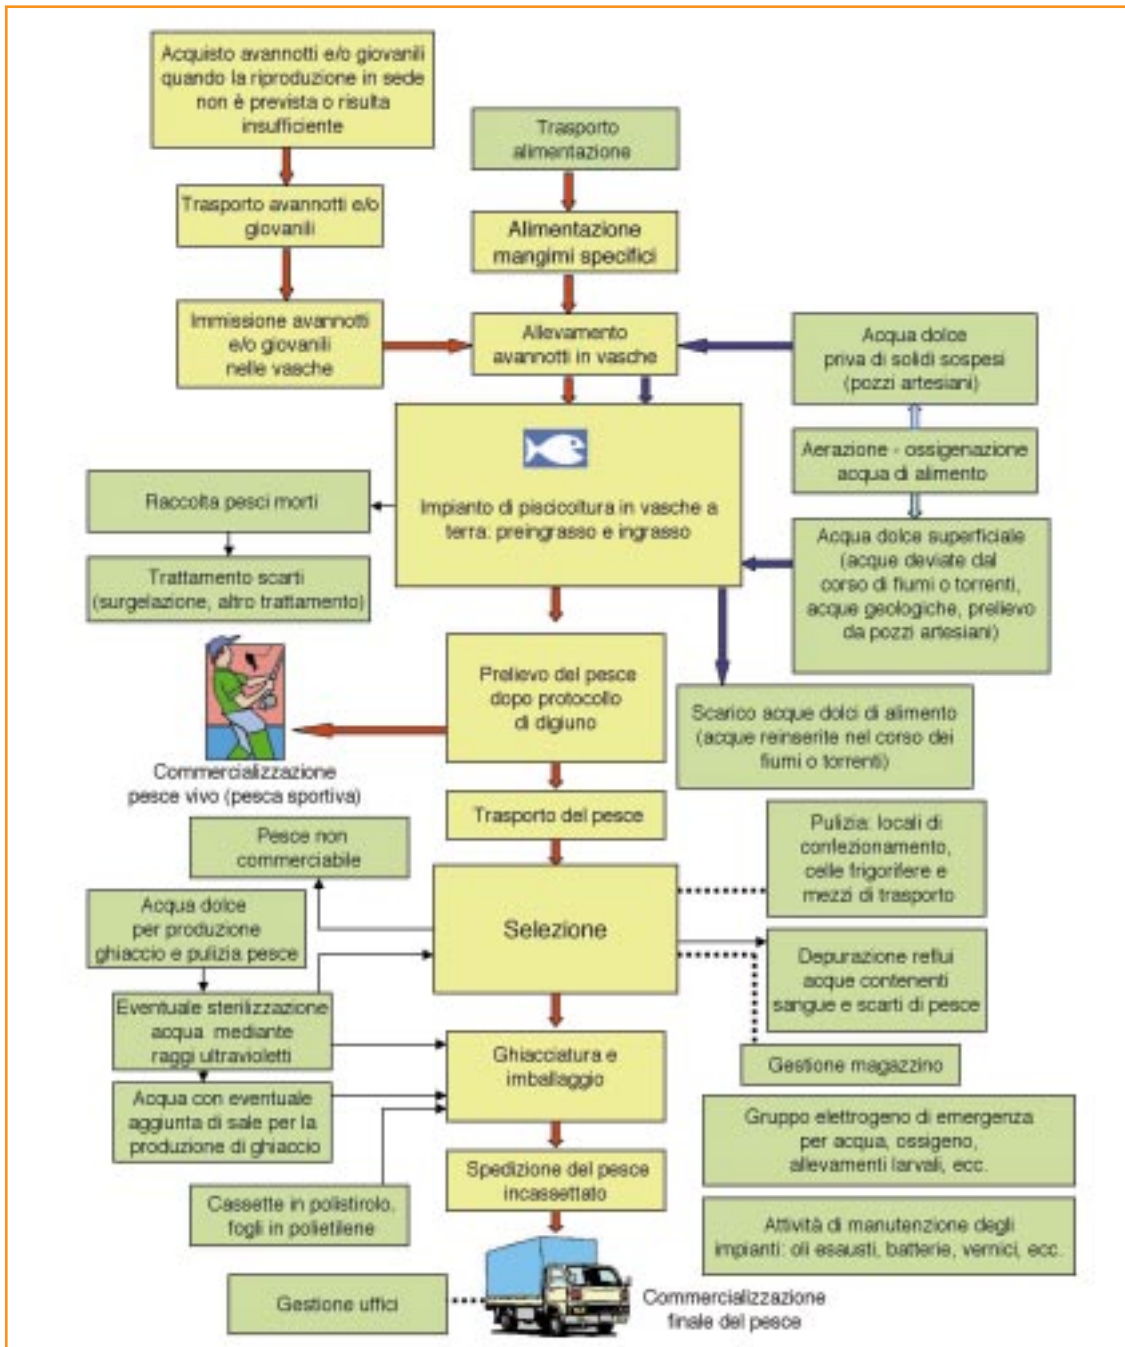 Acquisto avannotti e/o giovanili
quando la riproduzione in sede
non è prevista o risulta
insufficiente
Trasporto
alimentazione
Trasporto avannotti e/o
giovanili
Alimentazione
mangimi specifici
Immissione avannotti
e/o giovanili
nelle vasche
Allevamento
avannotti in vasche
Acqua dolce
priva di solidi sospesi
(pozzi artesiani)
Aerazione - ossigenazione
acqua di alimento
Raccolta pesci morti
Impianto di piscicoltura in vasche a
terra: preingrasso e ingrasso
Acqua dolce superficiale
(acque deviate dal
corso di fiumi o torrenti,
acque geologiche, prelievo
da pozzi artesiani)
Trattamento scarti
(surgelazione, altro trattamento)
Prelievo del pesce
dopo protocollo
di digiuno
Scarico acque dolci di alimento
(acque reinserite nel corso dei
fiumi o torrenti)
Commercializzazione
pesce vivo (pesca sportiva)
Trasporto del pesce
Pesce non
commerciabile
Pulizia: locali di
confezionamento,
celle frigorifere e
mezzi di trasporto
Acqua dolce
per produzione
ghiaccio e pulizia pesce
Selezione
Depurazione reflui
acque contenenti
sangue e scarti di pesce
Eventuale sterilizzazione
acqua mediante
raggi ultravioletti
Ghiacciatura e
imballaggio
Gestione magazzino
Acqua con eventuale
aggiunta di sale per la
produzione di ghiaccio
Gruppo elettrogeno di emergenza
per acqua, ossigeno,
allevamenti larvali, ecc.
Spedizione del pesce
incassettato
Cassette in polistirolo,
fogli in polietilene
Attività di manutenzione degli
impianti: oli esausti, batterie, vernici, ecc.
Gestione uffici
Commercializzazione
finale del pesce